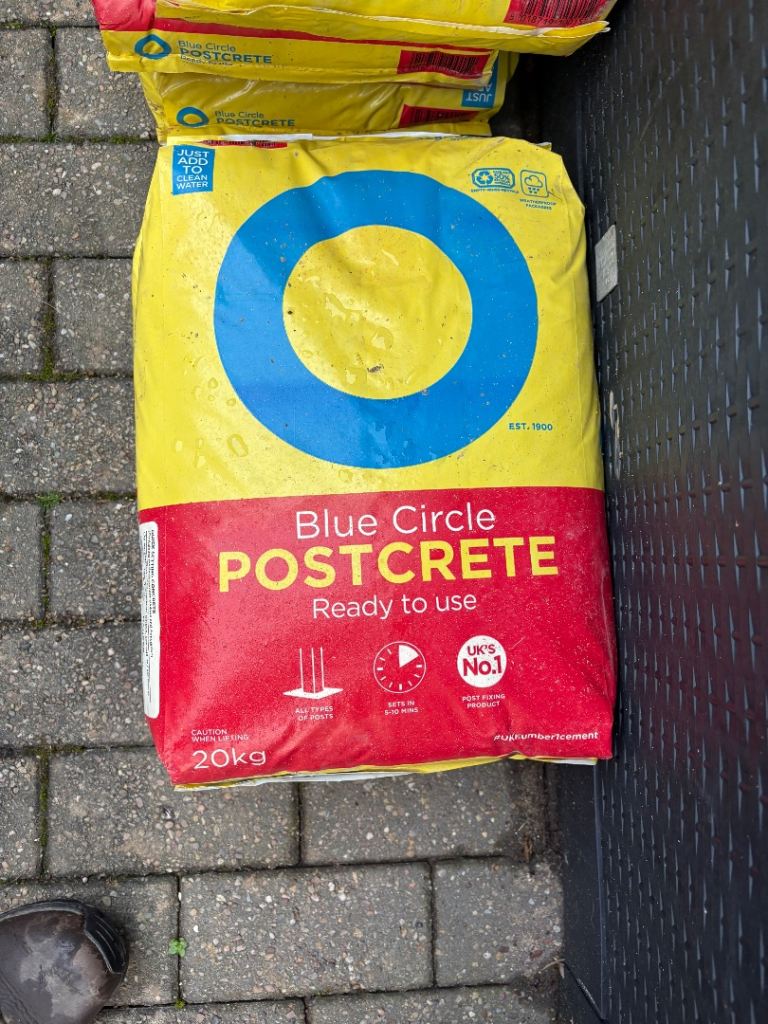 Blue Circle
POSTCRETE
JUST
Blue Circle
POSTCRETE
JUST
ADD
TO
CLEAN
WATER
WEATHERPROOF
PACKAGING
EST. 1900
Blue Circle
POSTCRETE
Ready to use
ALL TYPES
OF POSTS
SETS IN
5-10 MINS
UK'S
No.1
POST FIXING
PRODUCT
CAUTION
WHEN LIFTING
20kg
#UKnumber1cement